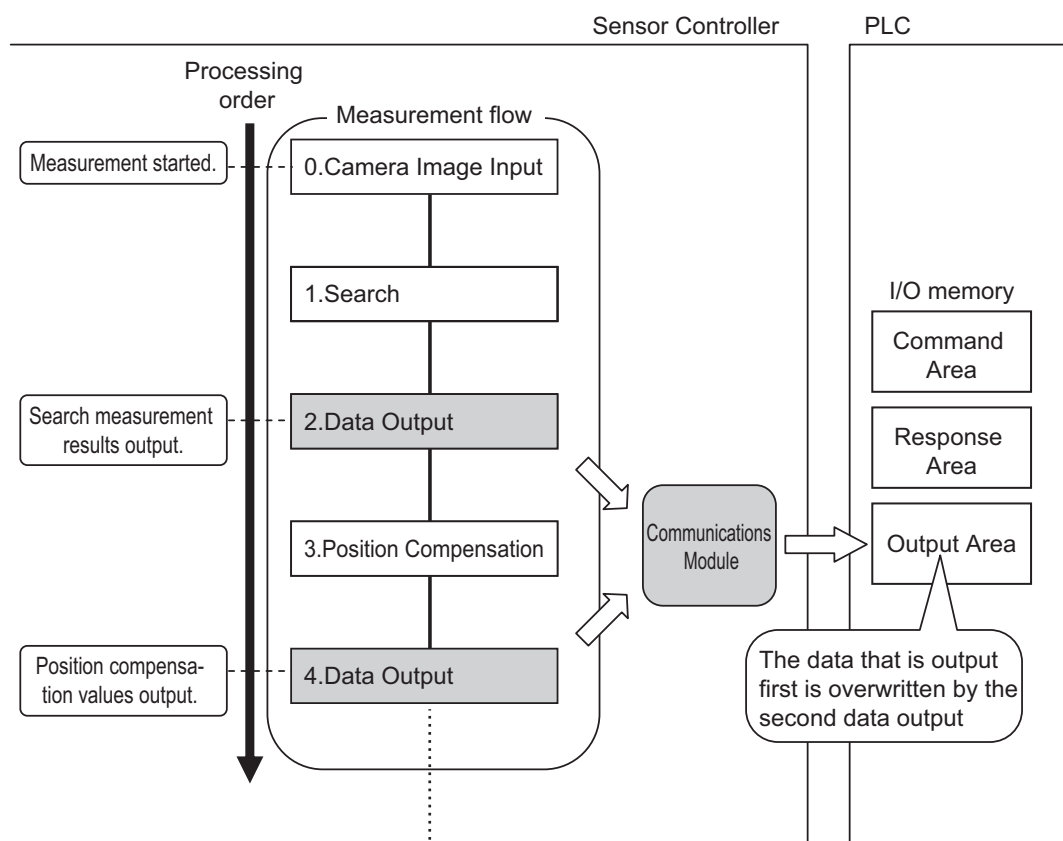 Sensor Controller
PLC
Processing
order
Measurement flow
Measurement started.
0.Camera Image Input
1.Search
I/O memory
Command
Area
Search measurement
results output.
2.Data Output
Response
Area
Communications
Module
3.Position Compensation
Output Area
Position compensa-
tion values output.
4.Data Output
The data that is output
first is overwritten by the
second data output